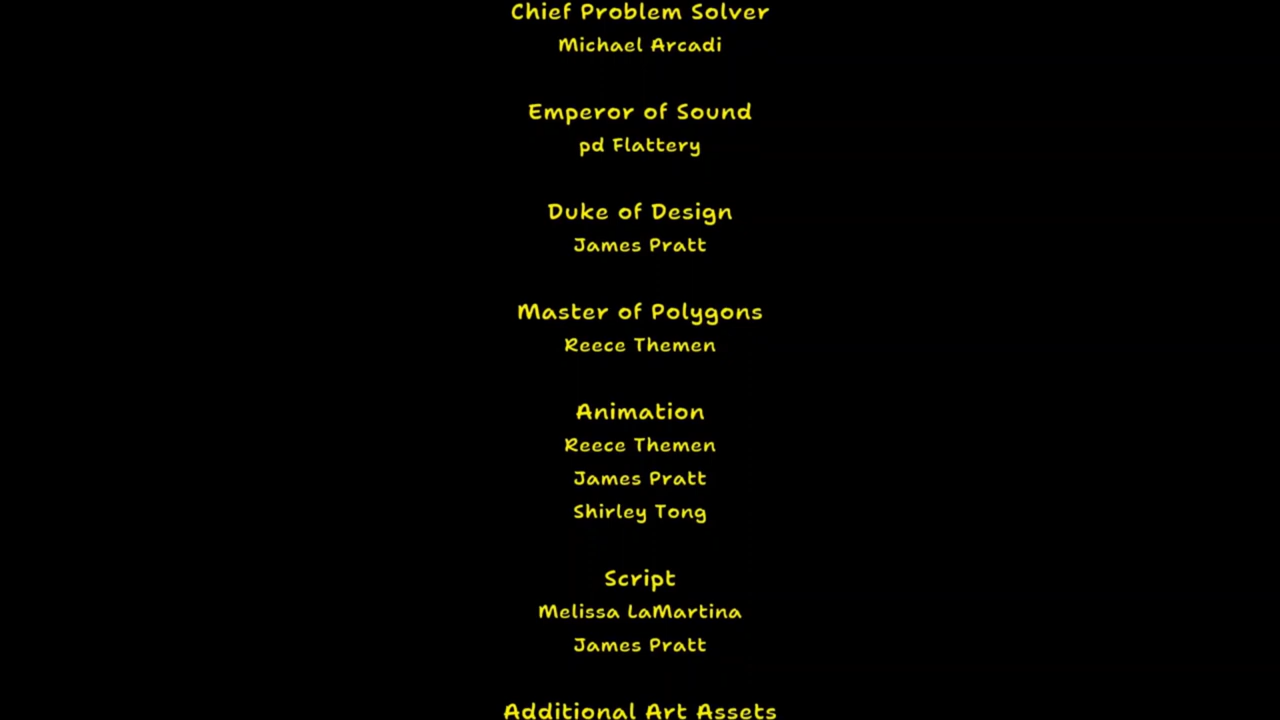 Chief Problem Solver
Michael Arcadi
Emperor of Sound
pd Flattery
Duke of Design
James Pratt
Master of Polygons
Reece Themen
Animation
Reece Themen
James Pratt
Shirley Tong
Script
Melissa LaMartina
James Pratt
Additional Art Assets